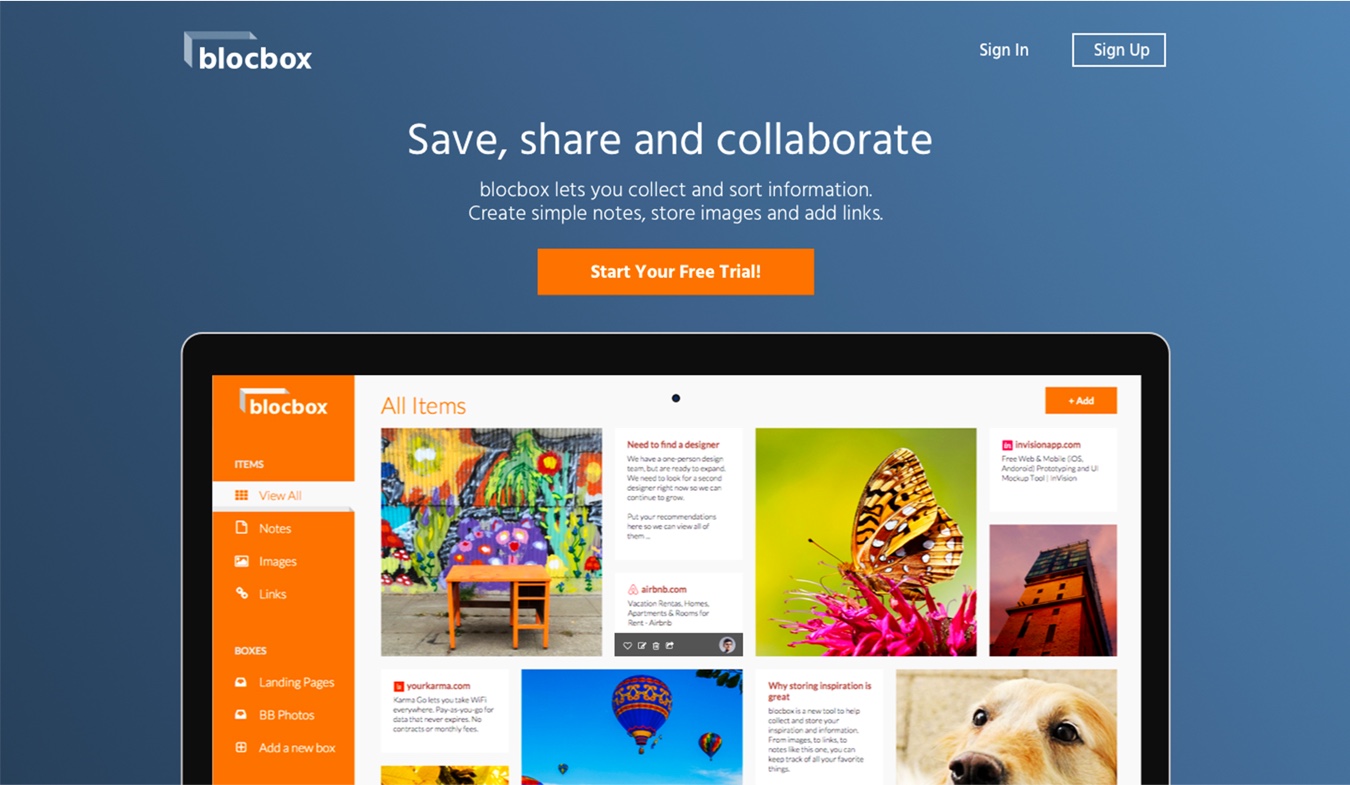 blocbox
Sign In
Sign Up
Save, share and collaborate
blocbox lets you collect and sort information.
Create simple notes, store images and add links.
Start Your Free Trial!
blocbox
ITEMS
View All
Notes
Images
Links
BOXES
Landing Pages
BB Photos
Add a new box
All Items
+ Add
Need to find a designer
We have a one-person design
team, but are ready to expand.
We need to look for a second
designer right now so we can
continue to grow.
Put your recommendations
here so we can view all of
them ...
airbnb.com
Vacation Rentas, Homes,
Apartments & Rooms for
Rent - Airbnb
in invisionapp.com
Free Web & Mobile (iOS,
Andoroid) Prototyping and UI
Mockup Tool | InVision
yourkarma.com
Karma Go lets you take WiFi
everywhere. Pay-as-you-go for
data that never expires. No
contracts or monthly fees.
Why storing inspiration is
great
blocbox is a new tool to help
collect and store your
inspiration and information.
From images, to links, to
notes like this one, you can
keep track of all your favorite
things.